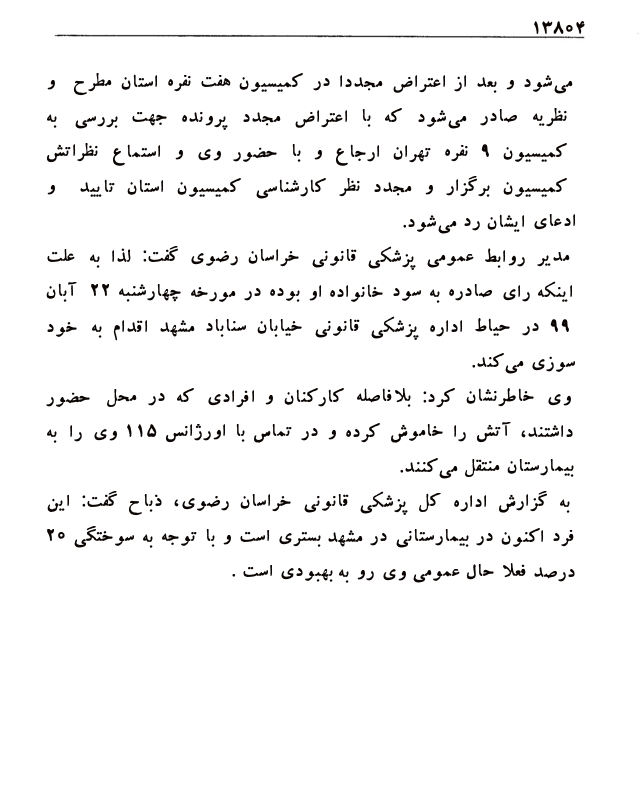 ۱۳۸۰۴
می‌شود و بعد از اعتراض مجددا در کمیسیون هفت نفره استان مطرح و
نظریه صادر می‌شود که با اعتراض مجدد پرونده جهت بررسی به
کمیسیون ۹ نفره تهران ارجاع و با حضور وی و استماع نظراتش
کمیسیون برگزار و مجدد نظر کارشناسی کمیسیون استان تایید و
ادعای ایشان رد می‌شود.
مدیر روابط عمومی پزشکی قانونی خراسان رضوی گفت: لذا به علت
اینکه رای صادره به سود خانواده او بوده در مورخه چهارشنبه ۲۲ آبان
۹۹ در حیاط اداره پزشکی قانونی خیابان سناباد مشهد اقدام به خود
سوزی می‌کند.
وی خاطرنشان کرد: بلافاصله کارکنان و افرادی که در محل حضور
داشتند، آتش را خاموش کرده و در تماس با اورژانس ۱۱۵ وی را به
بیمارستان منتقل می‌کنند.
به گزارش اداره کل پزشکی قانونی خراسان رضوی، ذباح گفت: این
فرد اکنون در بیمارستانی در مشهد بستری است و با توجه به سوختگی ۲۰
درصد فعلا حال عمومی وی رو به بهبودی است .